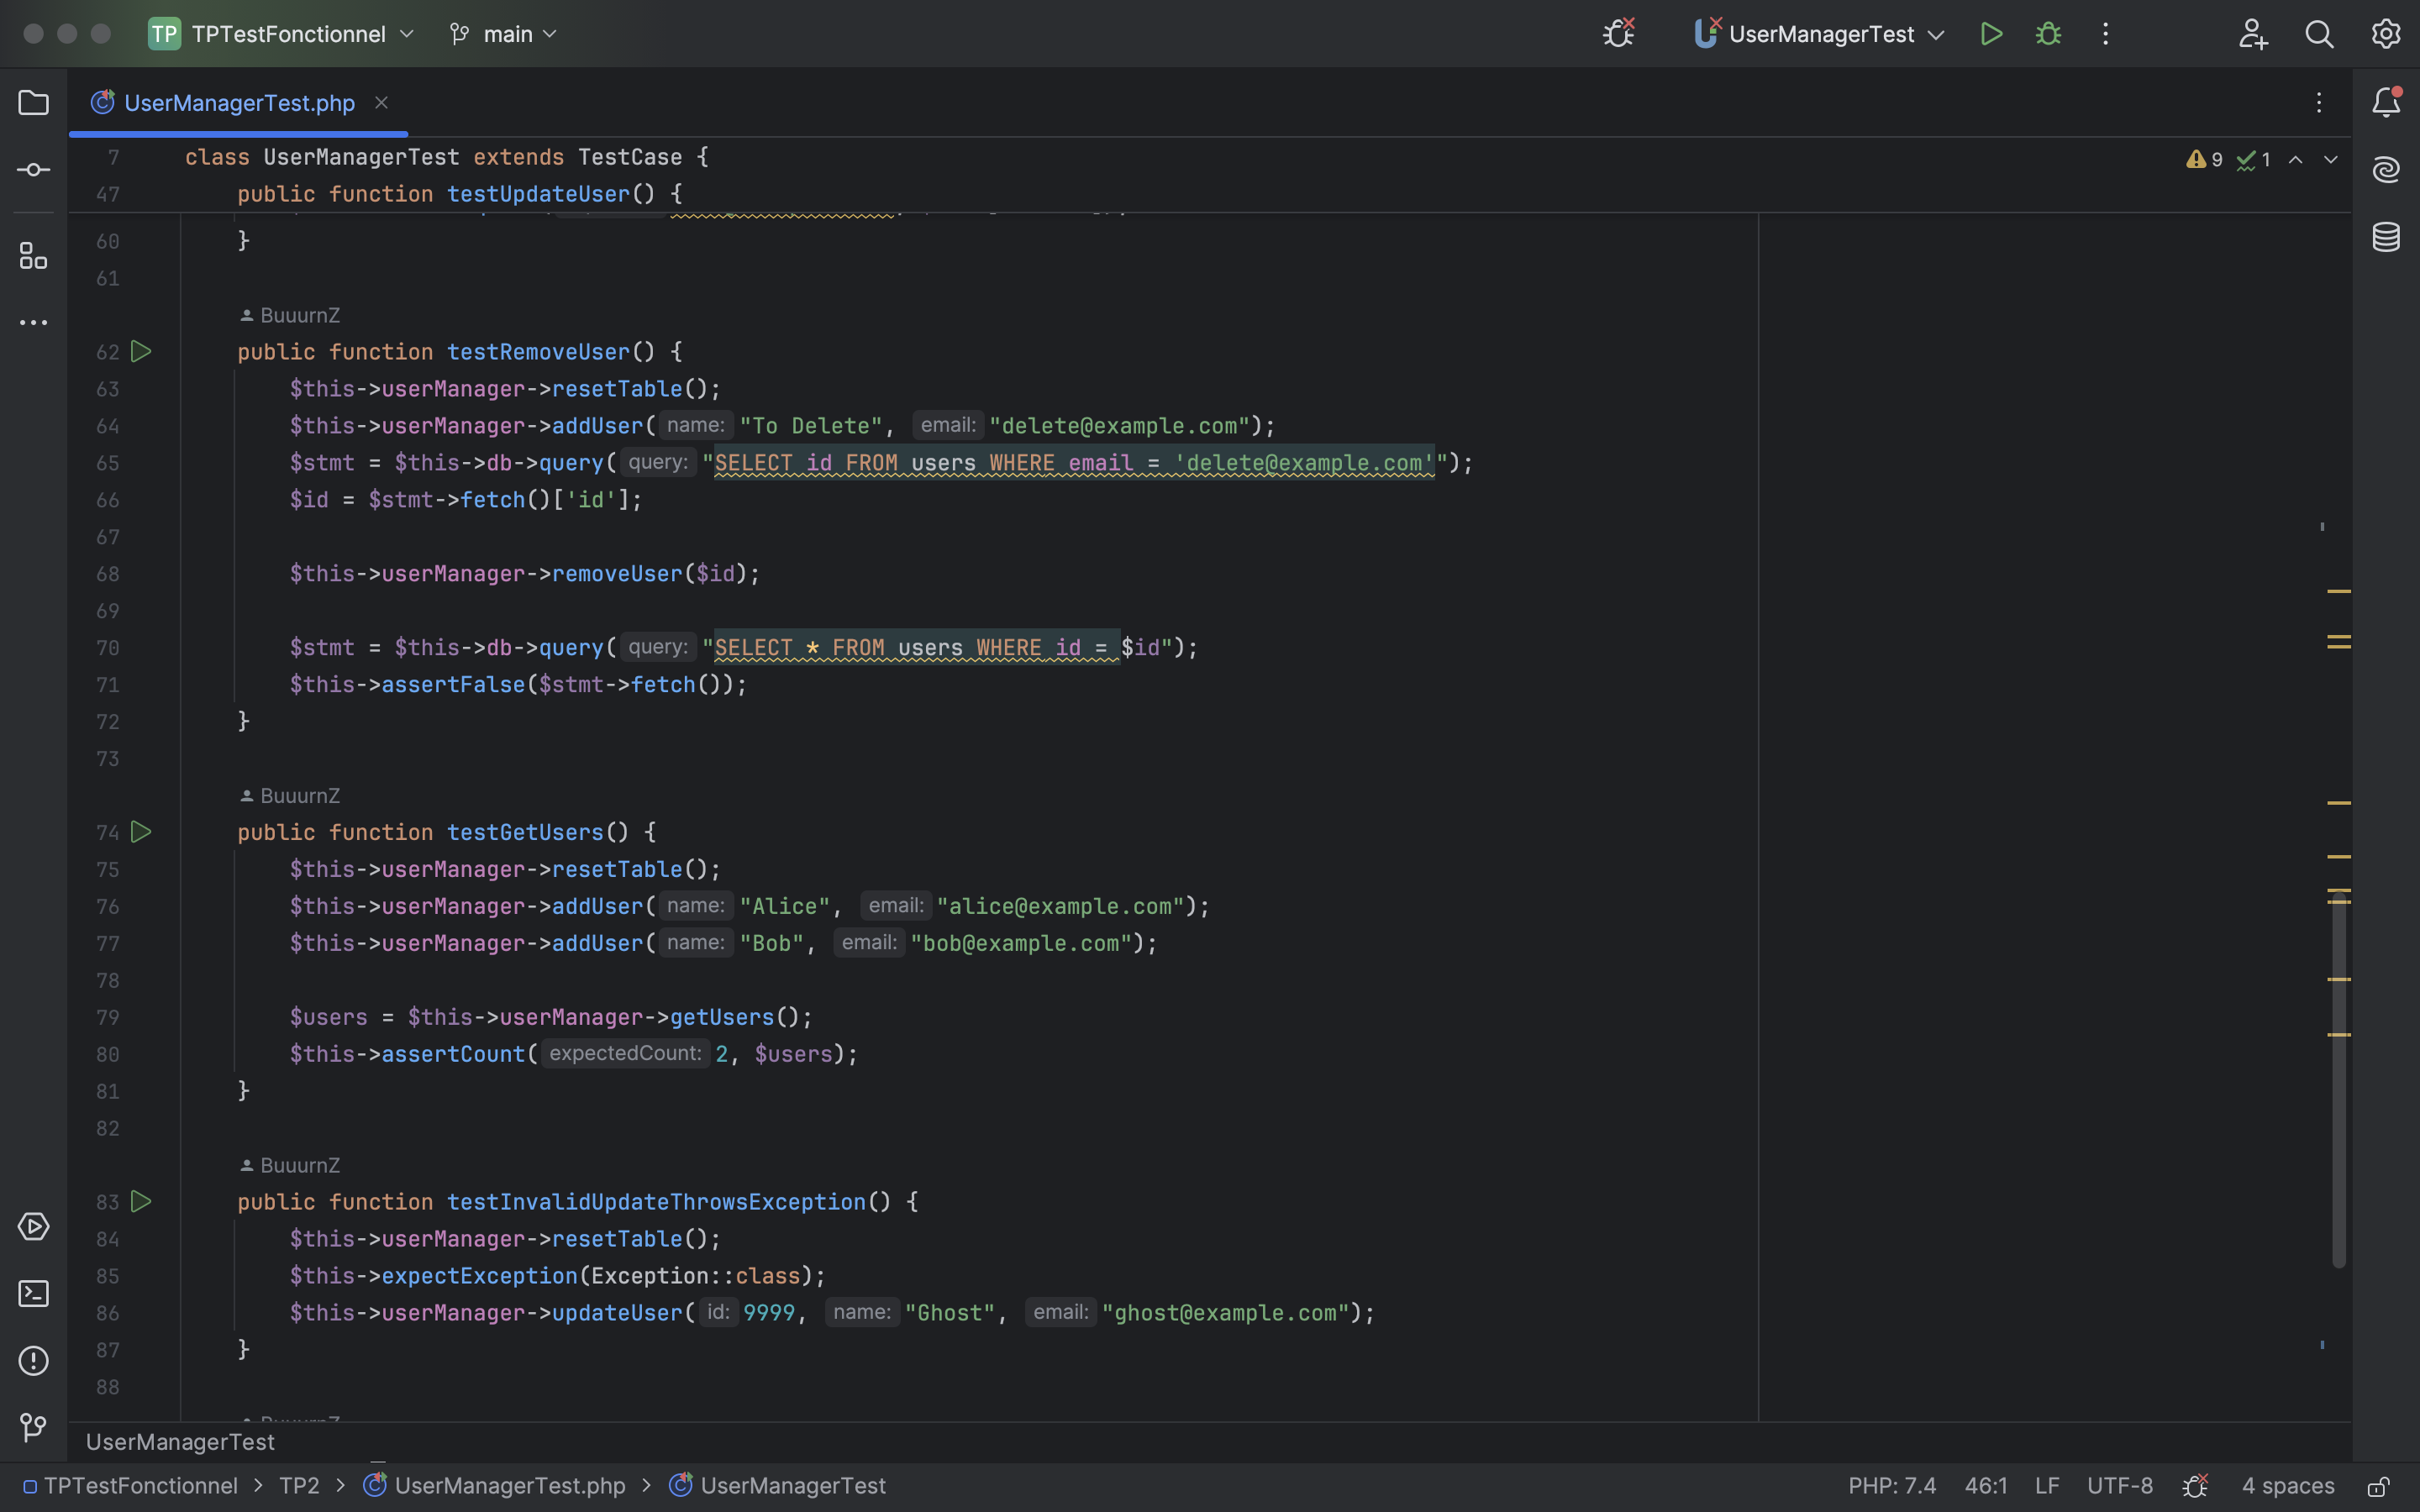 TP TPTestFonctionnel main UserManagerTest
UserManagerTest.php
7 class UserManagerTest extends TestCase {
9 1
47 public function testUpdateUser() {
60 }
61
BuuurnZ
62 public function testRemoveUser() {
63 $this->userManager->resetTable();
64 $this->userManager->addUser( name: "To Delete", email: "delete@example.com");
65 $stmt = $this->db->query( query: "SELECT id FROM users WHERE email = 'delete@example.com'");
66 $id = $stmt->fetch()['id'];
67
68 $this->userManager->removeUser($id);
69
70 $stmt = $this->db->query( query: "SELECT * FROM users WHERE id = $id");
71 $this->assertFalse($stmt->fetch());
72 }
73
BuuurnZ
74 public function testGetUsers() {
75 $this->userManager->resetTable();
76 $this->userManager->addUser( name: "Alice", email: "alice@example.com");
77 $this->userManager->addUser( name: "Bob", email: "bob@example.com");
78
79 $users = $this->userManager->getUsers();
80 $this->assertCount( expectedCount: 2, $users);
81 }
82
BuuurnZ
83 public function testInvalidUpdateThrowsException() {
84 $this->userManager->resetTable();
85 $this->expectException(Exception::class);
86 $this->userManager->updateUser( id: 9999, name: "Ghost", email: "ghost@example.com");
87 }
88
UserManagerTest
TPTestFonctionnel > TP2 > UserManagerTest.php > UserManagerTest PHP: 7.4 46:1 LF UTF-8 4 spaces